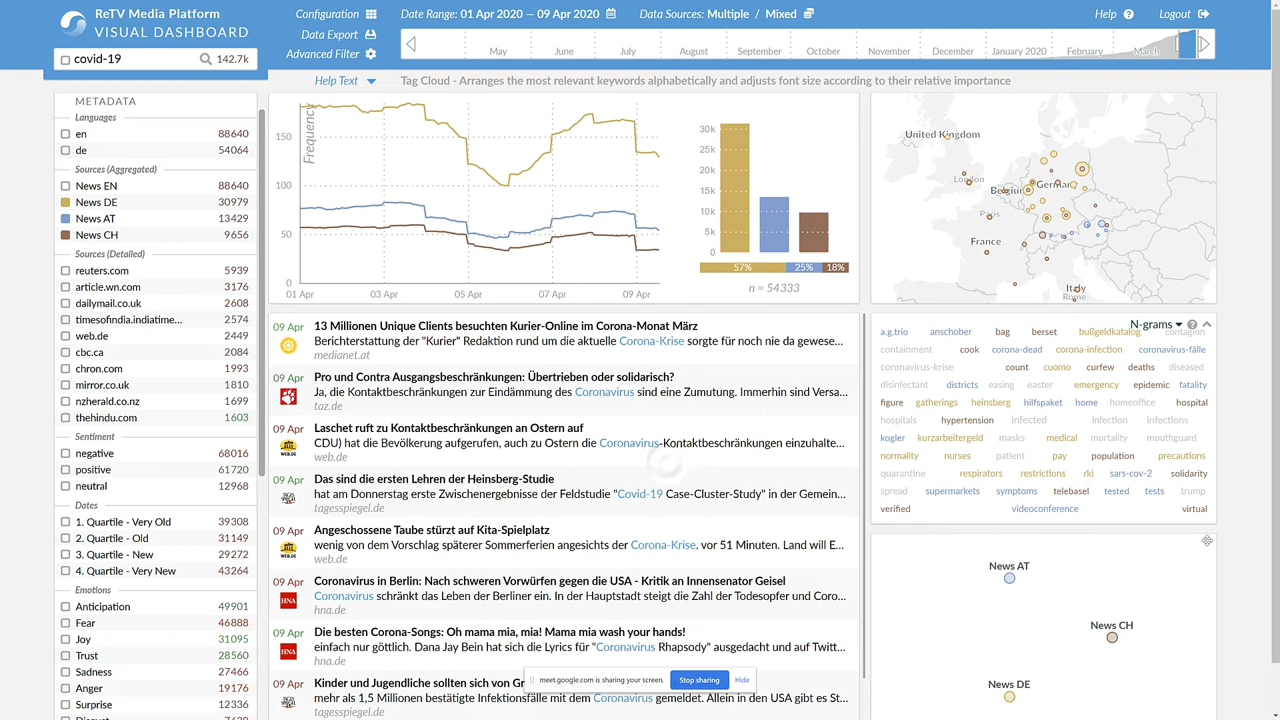 ReTV Media Platform
VISUAL DASHBOARD
covid-19 142.7k
Configuration
Data Export
Advanced Filter
Date Range: 01 Apr 2020 — 09 Apr 2020
Data Sources: Multiple / Mixed
Help
Logout
May June July August September October November December January 2020 February March
Help Text
Tag Cloud - Arranges the most relevant keywords alphabetically and adjusts font size according to their relative importance
METADATA
Languages
en 88640
de 54064
Sources (Aggregated)
News EN 88640
News DE 30979
News AT 13429
News CH 9656
Sources (Detailed)
reuters.com 5939
article.wn.com 3176
dailymail.co.uk 2608
timesofindia.indiatime... 2574
web.de 2449
cbc.ca 2084
chron.com 1993
mirror.co.uk 1810
nzherald.co.nz 1699
thehindu.com 1603
Sentiment
negative 68016
positive 61720
neutral 12968
Dates
1. Quartile - Very Old 39308
2. Quartile - Old 31149
3. Quartile - New 29272
4. Quartile - Very New 43264
Emotions
Anticipation 49901
Fear 46888
Joy 31095
Trust 28560
Sadness 27466
Anger 19176
Surprise 12336
Frequency
150
100
50
0
01 Apr 03 Apr 05 Apr 07 Apr 09 Apr
30k
25k
20k
15k
10k
5k
0
57% 25% 18%
n = 54333
09 Apr 13 Millionen Unique Clients besuchten Kurier-Online im Corona-Monat März
Berichterstattung der "Kurier" Redaktion rund um die aktuelle Corona-Krise sorgte für noch nie da gewese...
medianet.at
09 Apr Pro und Contra Ausgangsbeschränkungen: Übertrieben oder solidarisch?
Ja, die Kontaktbeschränkungen zur Eindämmung des Coronavirus sind eine Zumutung. Immerhin sind Versa...
taz.de
09 Apr Laschet ruft zu Kontaktbeschränkungen an Ostern auf
CDU) hat die Bevölkerung aufgerufen, auch zu Ostern die Coronavirus-Kontaktbeschränkungen einzuhalte...
web.de
09 Apr Das sind die ersten Lehren der Heinsberg-Studie
hat am Donnerstag erste Zwischenergebnisse der Feldstudie "Covid-19 Case-Cluster-Study" in der Gemein...
tagesspiegel.de
09 Apr Angeschossene Taube stürzt auf Kita-Spielplatz
wenig von dem Vorschlag späterer Sommerferien angesichts der Corona-Krise. vor 51 Minuten. Land will E...
web.de
09 Apr Coronavirus in Berlin: Nach schweren Vorwürfen gegen die USA - Kritik an Innensenator Geisel
Coronavirus schränkt das Leben der Berliner ein. In der Hauptstadt steigt die Zahl der Todesopfer und Coro...
hna.de
09 Apr Die besten Corona-Songs: Oh mama mia, mia! Mama mia wash your hands!
einfach nur göttlich. Dana Jay Bein hat sich die Lyrics für "Coronavirus Rhapsody" ausgedacht und auf Twitt...
hna.de
09 Apr Kinder und Jugendliche sollten sich von Gr
mehr als 1,5 Millionen bestätigte Infektionsfälle mit dem Coronavirus gemeldet. Allein in den USA gibt es St...
tagesspiegel.de
meet.google.com is sharing your screen. Stop sharing Hide
United Kingdom
London
Belgium
Germany
Paris
France
Italy
Rome
N-grams
a.g.trio anschober bag berset bußgeldkatalog contagion
containment cook corona-dead corona-infection coronavirus-fälle
coronavirus-krise count cuomo curfew deaths diseased
disinfectant districts easing easter emergency epidemic fatality
figure gatherings heinsberg hilfspaket home homeoffice hospital
hospitals hypertension infected infection infections
kogler kurzarbeitergeld masks medical mortality mouthguard
normality nurses patient pay population precautions
quarantine respirators restrictions rki sars-cov-2 solidarity
spread supermarkets symptoms telebasel tested tests trump
verified videoconference virtual
News AT
News CH
News DE